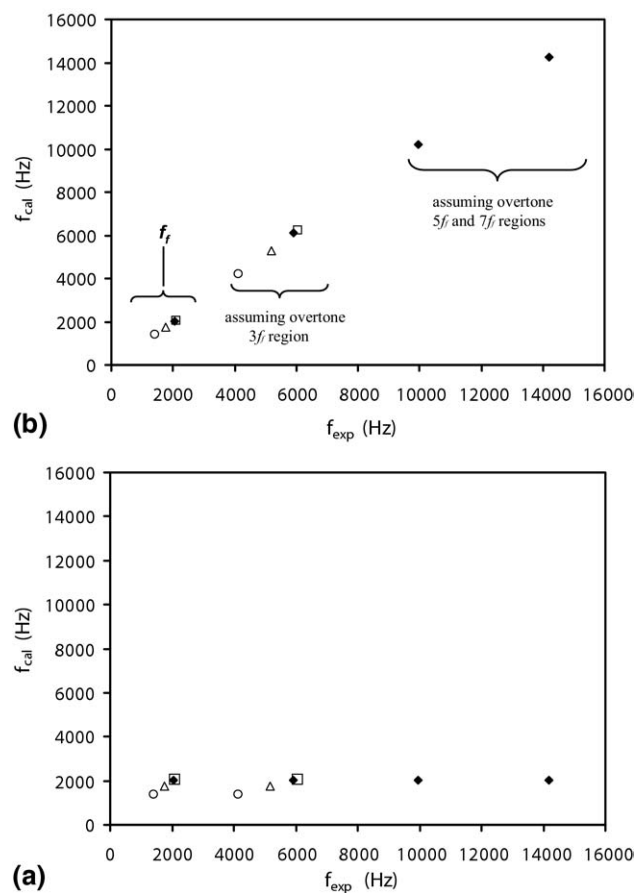 16000
14000
12000
10000
8000
6000
4000
2000
0
f_cal (Hz)
f_f
assuming overtone
3f_f region
assuming overtone
5f_f and 7f_f regions
0 2000 4000 6000 8000 10000 12000 14000 16000
f_exp (Hz)
(b)
16000
14000
12000
10000
8000
6000
4000
2000
0
f_cal (Hz)
0 2000 4000 6000 8000 10000 12000 14000 16000
f_exp (Hz)
(a)